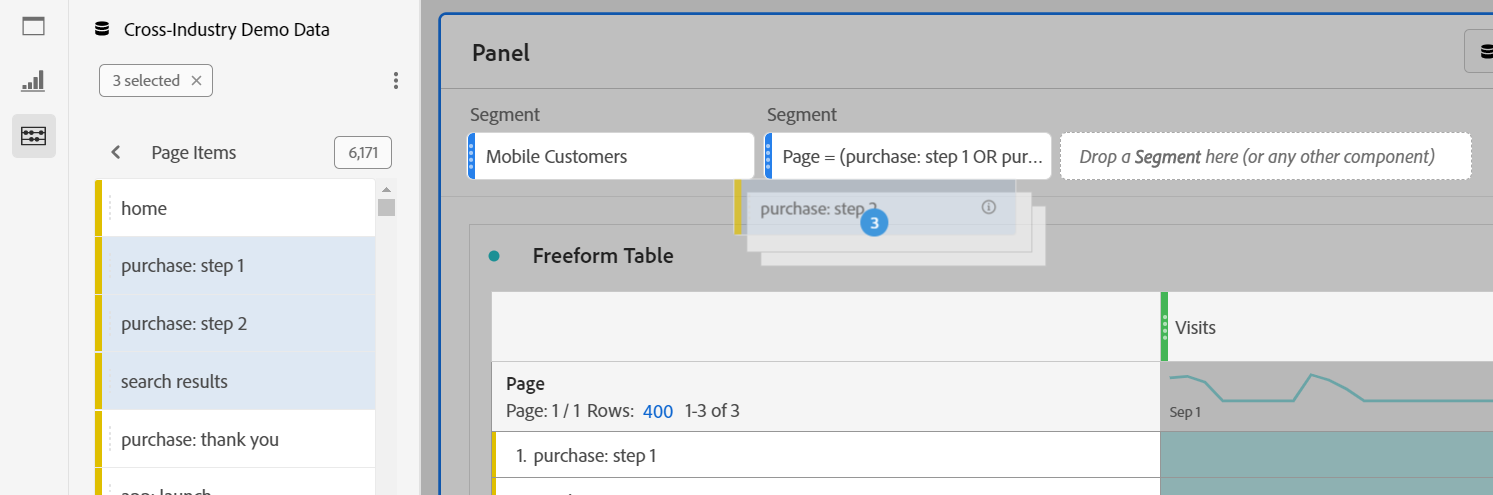 Cross-Industry Demo Data
3 selected
Page Items
6,171
home
purchase: step 1
purchase: step 2
search results
purchase: thank you
Panel
Segment
Segment
Mobile Customers
Page = (purchase: step 1 OR pur...
Drop a Segment here (or any other component)
purchase: step
3
Freeform Table
Visits
Page
Page: 1 / 1 Rows: 400 1-3 of 3
Sep 1
1. purchase: step 1